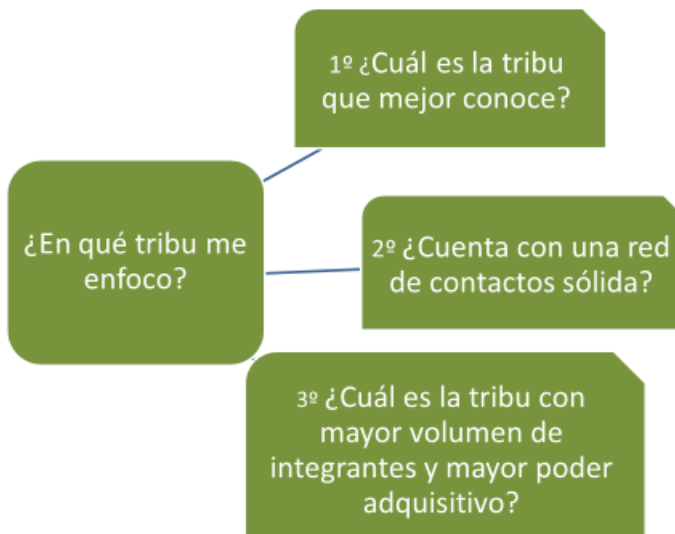 1º ¿Cuál es la tribu
que mejor conoce?
¿En qué tribu me
enfoco?
2º ¿Cuenta con una red
de contactos sólida?
3º ¿Cuál es la tribu con
mayor volumen de
integrantes y mayor poder
adquisitivo?